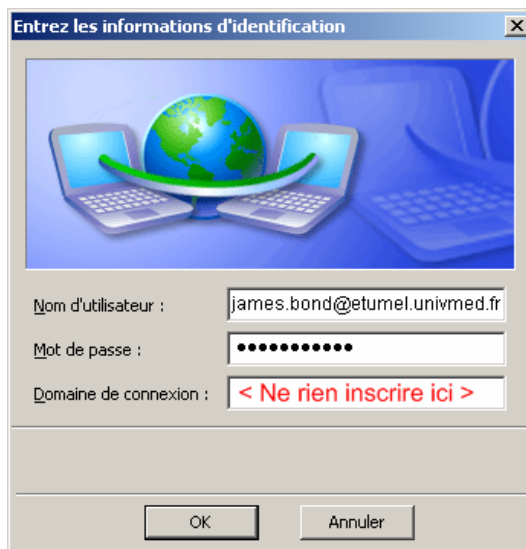 Entrez les informations d'identification
Nom d'utilisateur : james.bond@etumel.univmed.fr
Mot de passe : ●●●●●●●●●●●
Domaine de connexion : < Ne rien inscrire ici >
OK Annuler